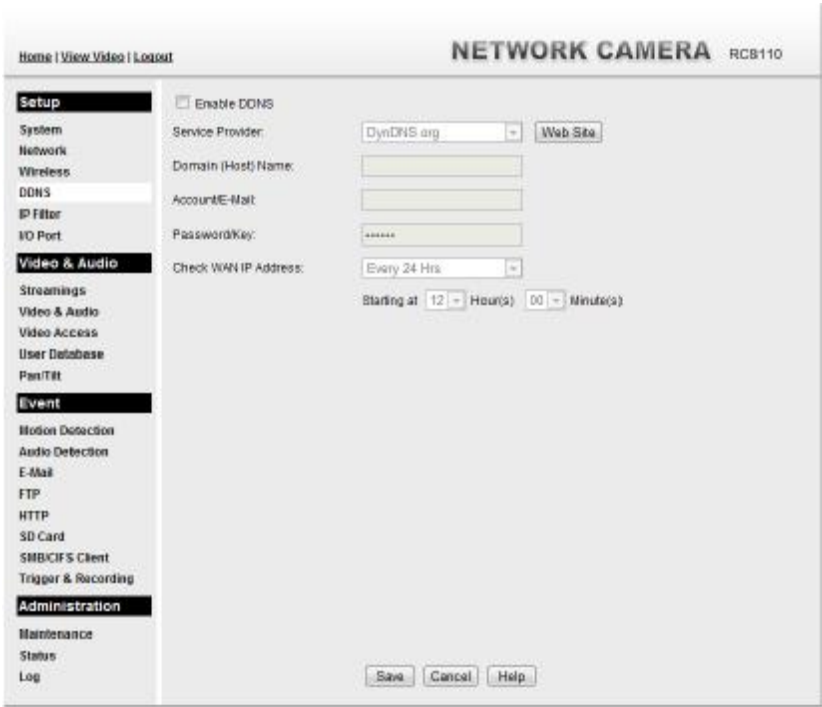 Home | View Video | Logout
NETWORK CAMERA RC8110
Setup
System
Network
Wireless
DDNS
IP Filter
I/O Port
Video & Audio
Streamings
Video & Audio
Video Access
User Database
Pan/Tilt
Event
Motion Detection
Audio Detection
E-Mail
FTP
HTTP
SD Card
SMB/CIFS Client
Trigger & Recording
Administration
Maintenance
Status
Log
Enable DDNS
Service Provider: DynDNS.org Web Site
Domain (Host) Name:
Account/E-Mail:
Password/Key: ••••••
Check WAN IP Address: Every 24 Hrs
Starting at 12 Hour(s) 00 Minute(s)
Save Cancel Help